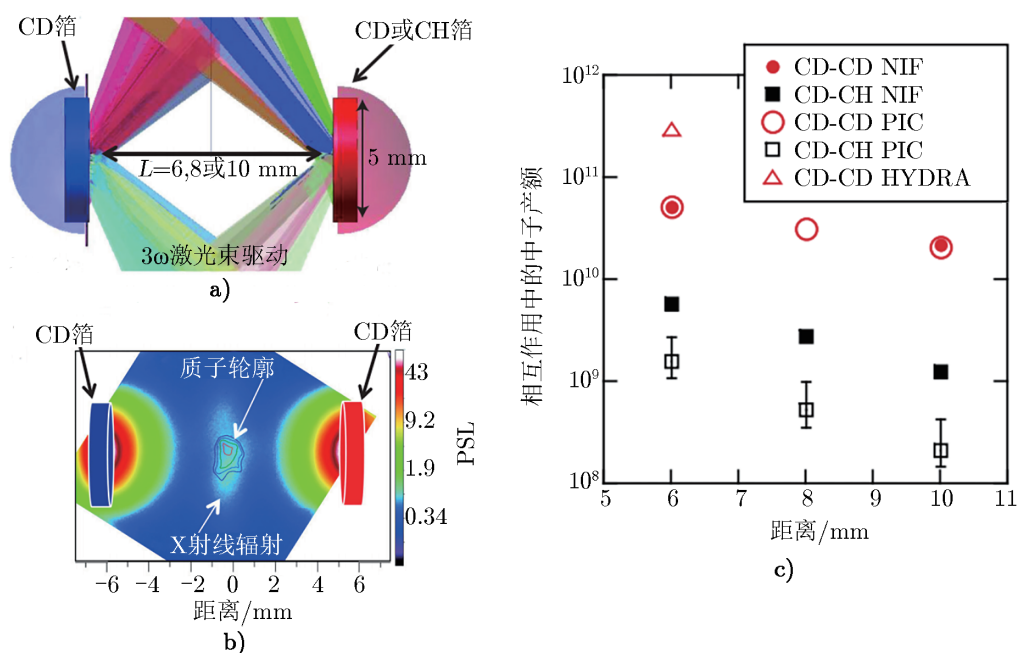 CD箔
CD或CH箔
L=6,8或10 mm
5 mm
3ω激光束驱动
a)
CD箔
CD箔
质子轮廓
X射线辐射
43
9.2
1.9
0.34
PSL
−6 −4 −2 0 2 4 6
距离/mm
b)
CD-CD NIF
CD-CH NIF
CD-CD PIC
CD-CH PIC
CD-CD HYDRA
相互作用中的中子产额
10¹²
10¹¹
10¹⁰
10⁹
10⁸
5 6 7 8 9 10 11
距离/mm
c)